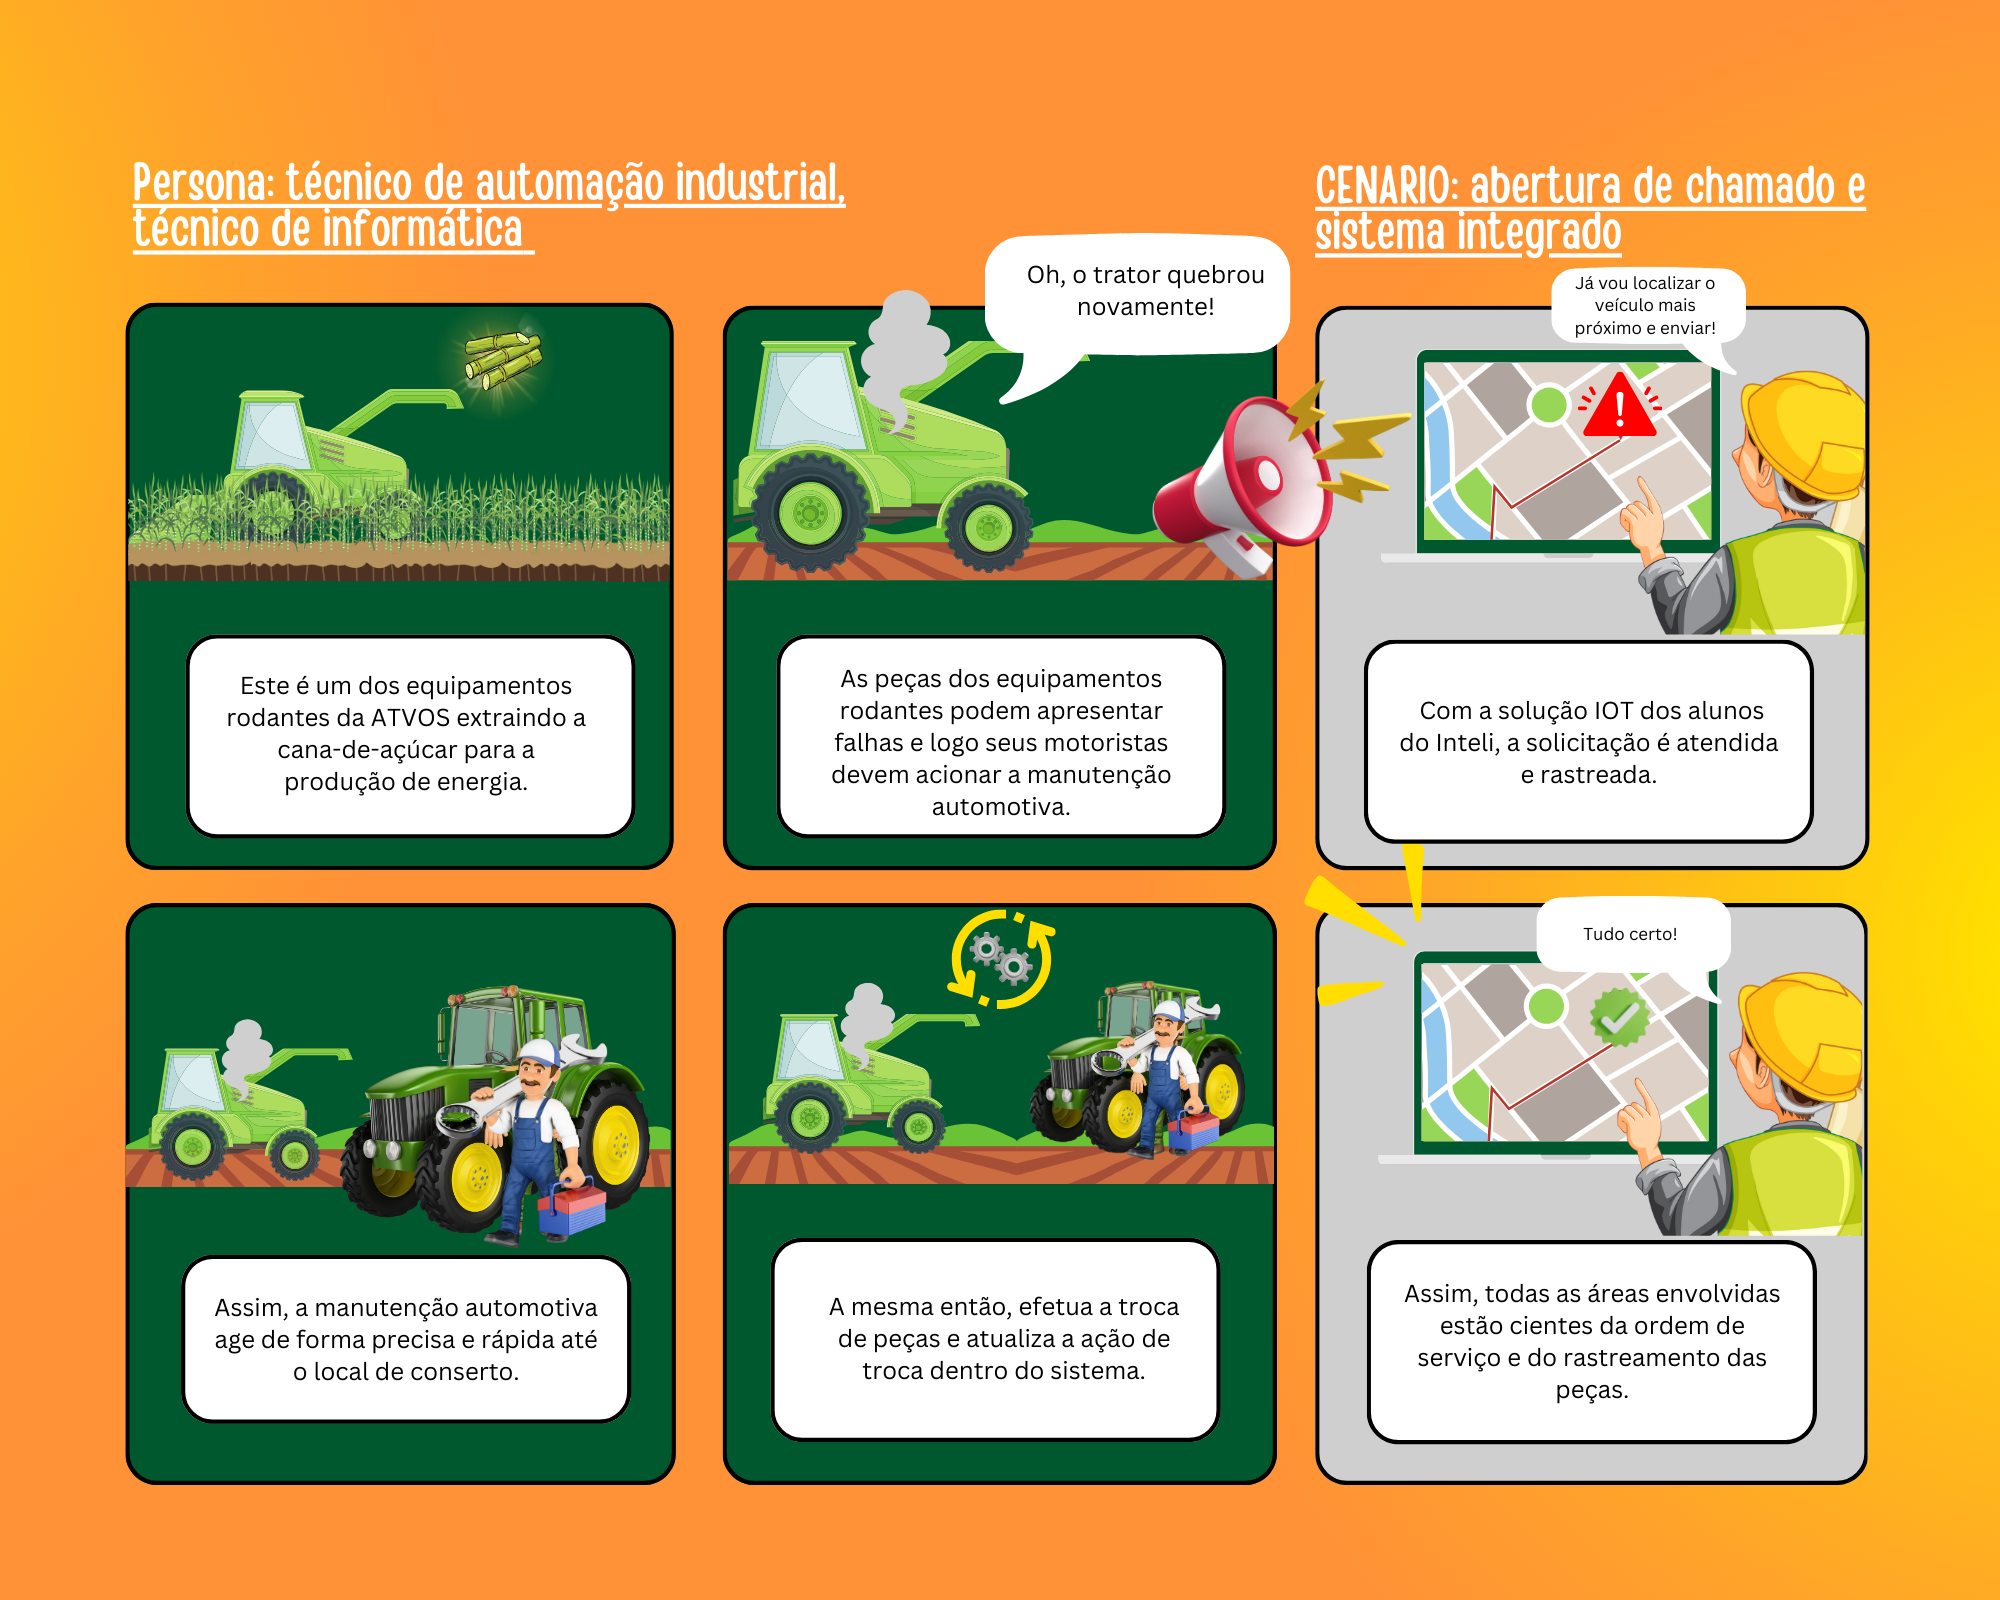 Persona: técnico de automação industrial,
técnico de informática
CENARIO: abertura de chamado e
sistema integrado
Oh, o trator quebrou
novamente!
Já vou localizar o
veículo mais
próximo e enviar!
Este é um dos equipamentos
rodantes da ATVOS extraindo a
cana-de-açúcar para a
produção de energia.
As peças dos equipamentos
rodantes podem apresentar
falhas e logo seus motoristas
devem acionar a manutenção
automotiva.
Com a solução IOT dos alunos
do Inteli, a solicitação é atendida
e rastreada.
Tudo certo!
Assim, a manutenção automotiva
age de forma precisa e rápida até
o local de conserto.
A mesma então, efetua a troca
de peças e atualiza a ação de
troca dentro do sistema.
Assim, todas as áreas envolvidas
estão cientes da ordem de
serviço e do rastreamento das
peças.